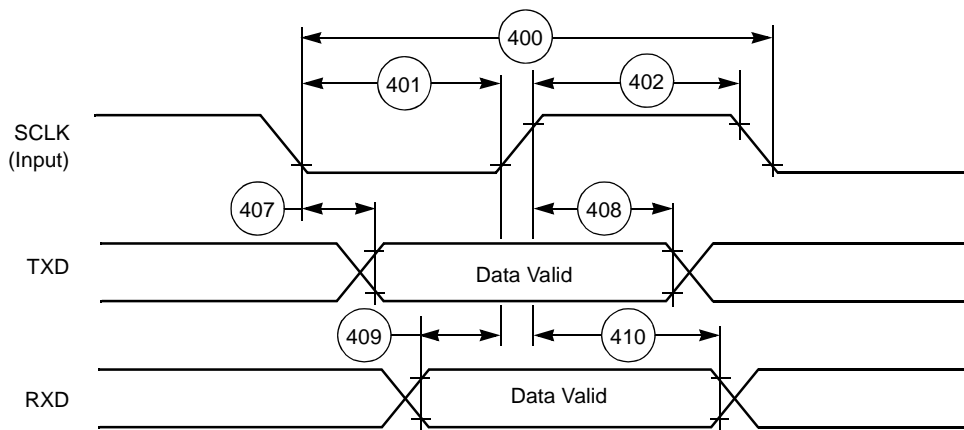 400
401
402
SCLK
(Input)
407
408
TXD
Data Valid
409
410
RXD
Data Valid